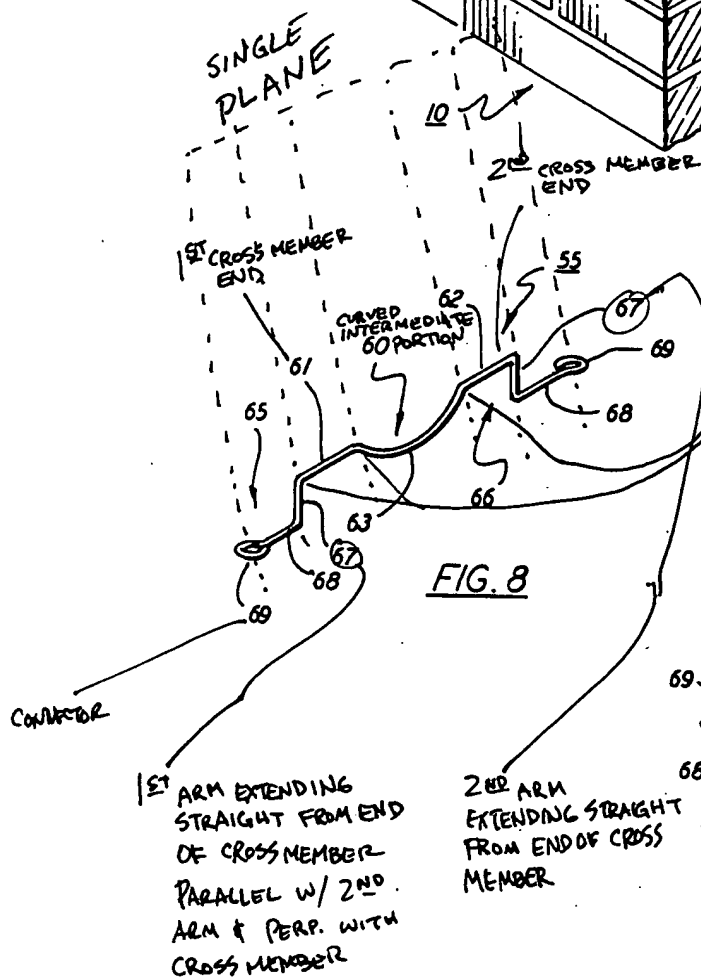 SINGLE
PLANE
10
2ND CROSS MEMBER
END
1ST CROSS MEMBER
END
55
62
67
CURVED
INTERMEDIATE
60 PORTION
69
61
68
65
66
63
67
68
FIG. 8
69
69
CONNECTOR
68
1ST ARM EXTENDING
STRAIGHT FROM END
OF CROSS MEMBER
PARALLEL W/ 2ND
ARM & PERP. WITH
CROSS MEMBER
2ND ARM
EXTENDING STRAIGHT
FROM END OF CROSS
MEMBER